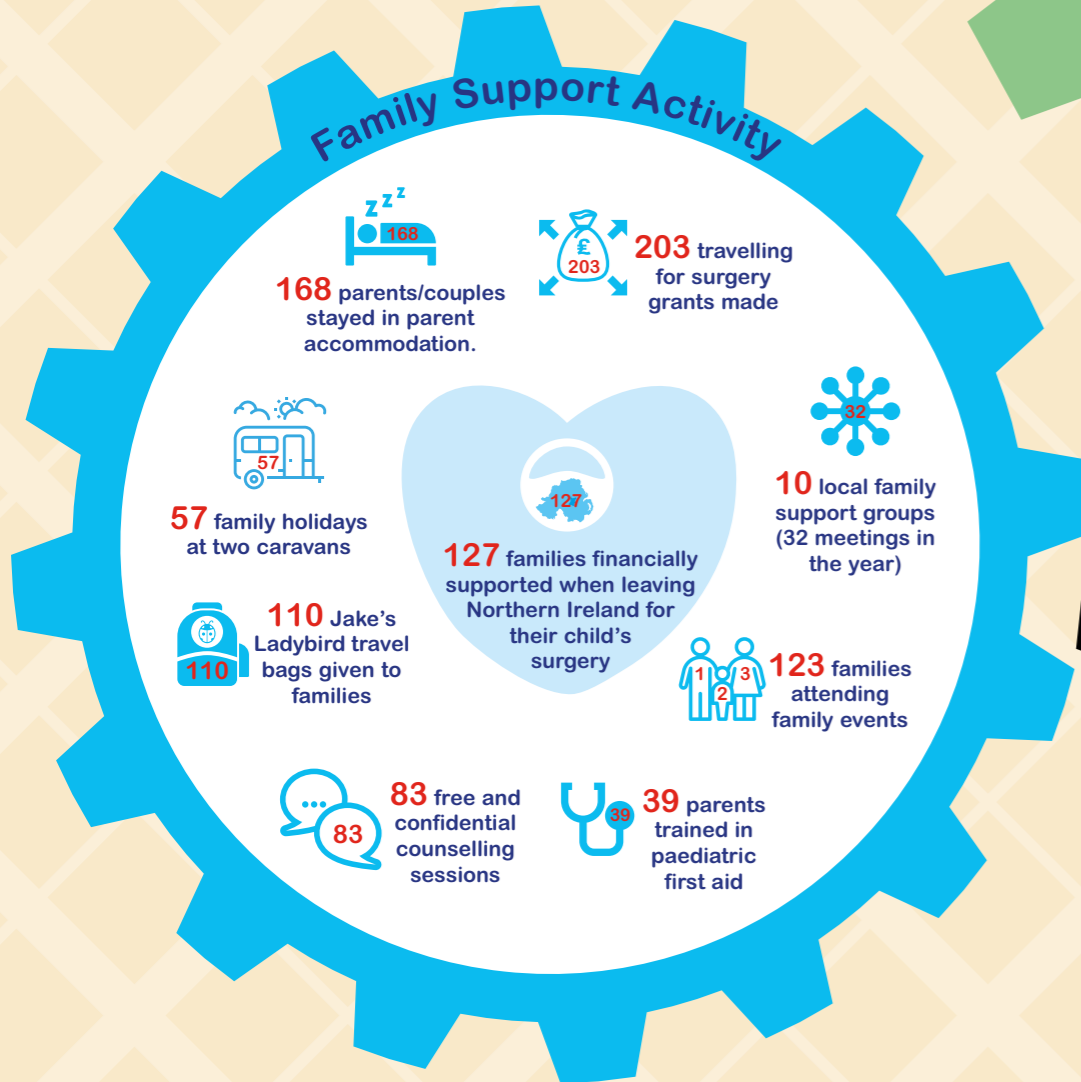 Family Support Activity
z z z
168
168 parents/couples
stayed in parent
accommodation.
£
203
203 travelling
for surgery
grants made
57
57 family holidays
at two caravans
127
127 families financially
supported when leaving
Northern Ireland for
their child's
surgery
32
10 local family
support groups
(32 meetings in
the year)
110
110 Jake's
Ladybird travel
bags given to
families
1 2 3
123 families
attending
family events
83
83 free and
confidential
counselling
sessions
39
39 parents
trained in
paediatric
first aid